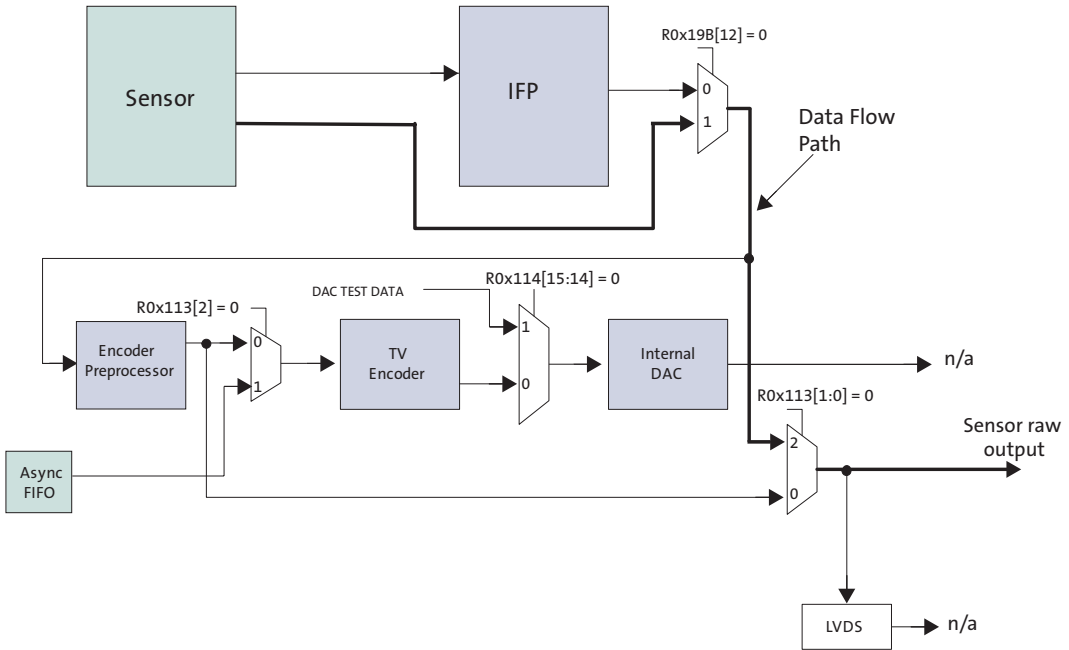 R0x19B[12] = 0
Sensor
IFP
0
1
Data Flow
Path
R0x114[15:14] = 0
DAC TEST DATA
R0x113[2] = 0
1
0
Encoder
Preprocessor
1
TV
Encoder
0
Internal
DAC
n/a
R0x113[1:0] = 0
Sensor raw
output
2
Async
FIFO
0
LVDS
n/a